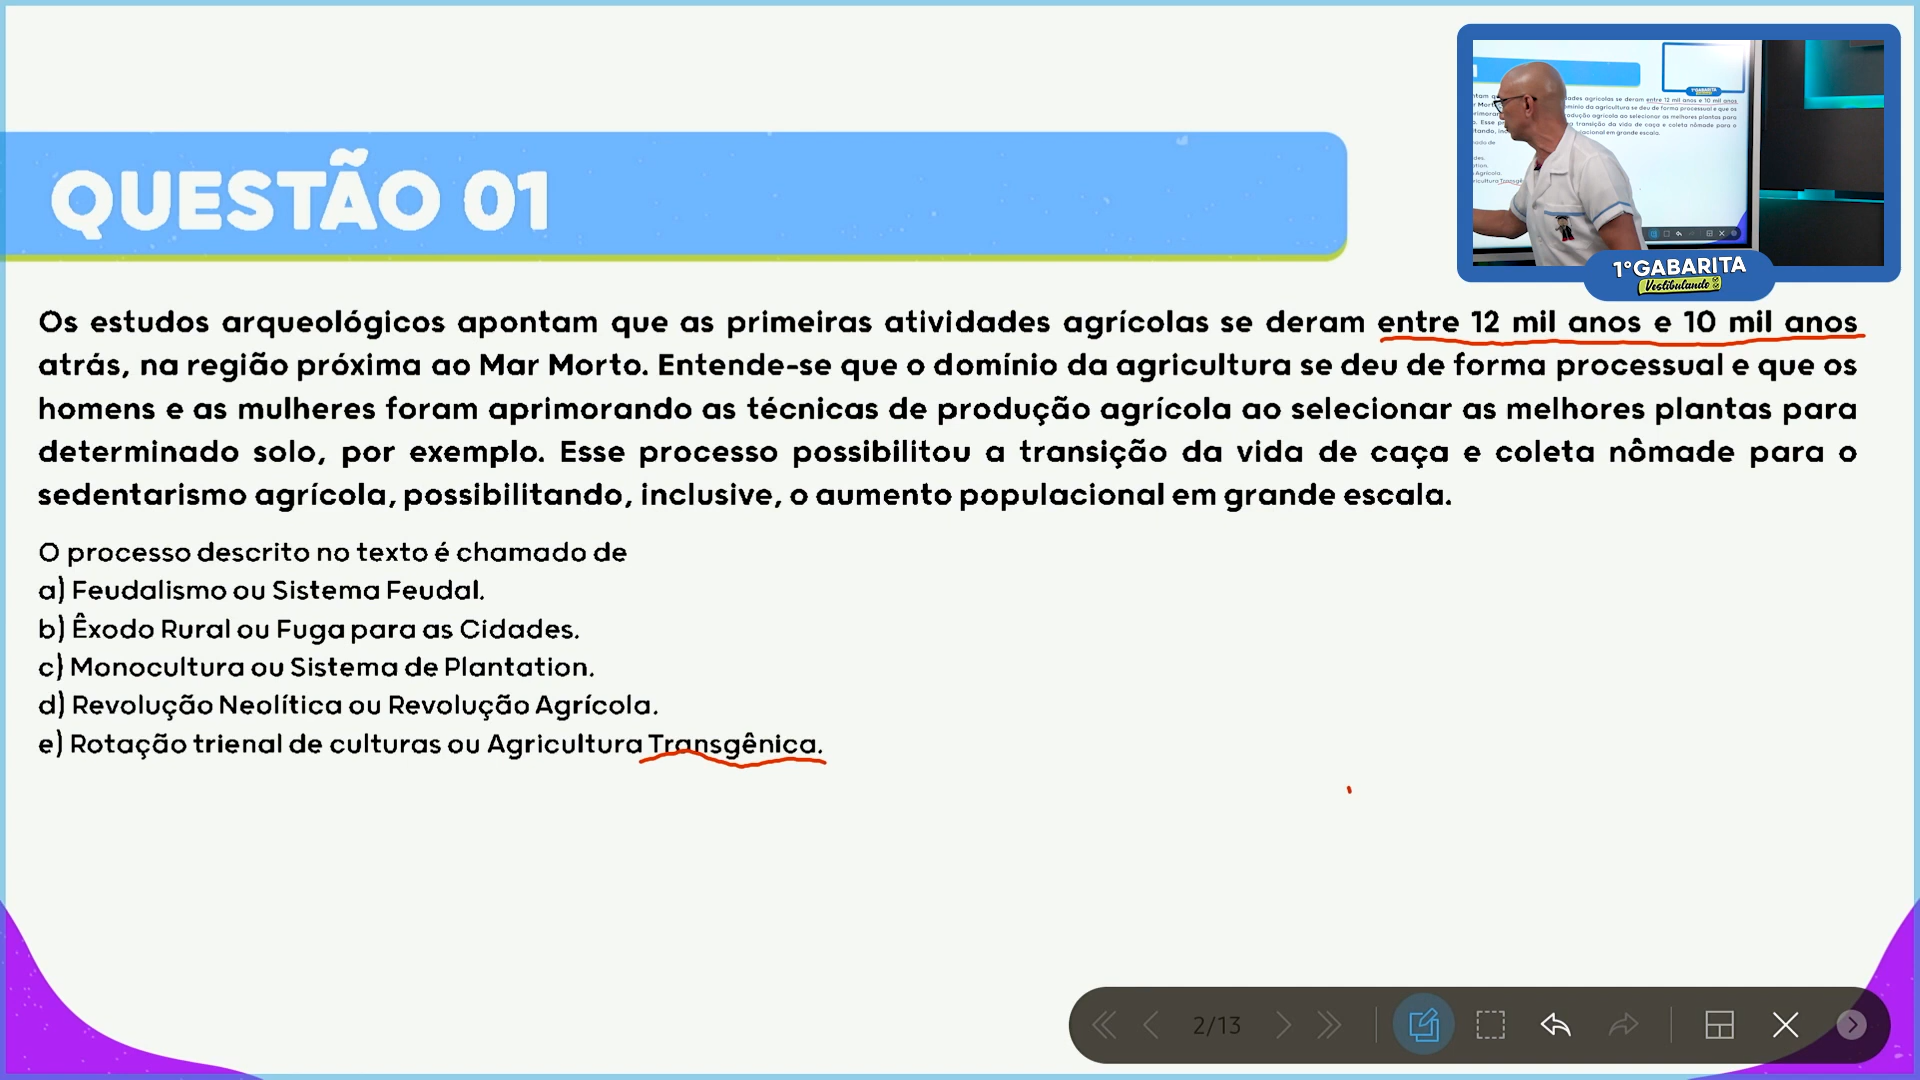 QUESTÃO 01
1°GABARITA
Vestibulando
Os estudos arqueológicos apontam que as primeiras atividades agrícolas se deram entre 12 mil anos e 10 mil anos
atrás, na região próxima ao Mar Morto. Entende-se que o domínio da agricultura se deu de forma processual e que os
homens e as mulheres foram aprimorando as técnicas de produção agrícola ao selecionar as melhores plantas para
determinado solo, por exemplo. Esse processo possibilitou a transição da vida de caça e coleta nômade para o
sedentarismo agrícola, possibilitando, inclusive, o aumento populacional em grande escala.
O processo descrito no texto é chamado de
a) Feudalismo ou Sistema Feudal.
b) Êxodo Rural ou Fuga para as Cidades.
c) Monocultura ou Sistema de Plantation.
d) Revolução Neolítica ou Revolução Agrícola.
e) Rotação trienal de culturas ou Agricultura Transgênica.
2/13